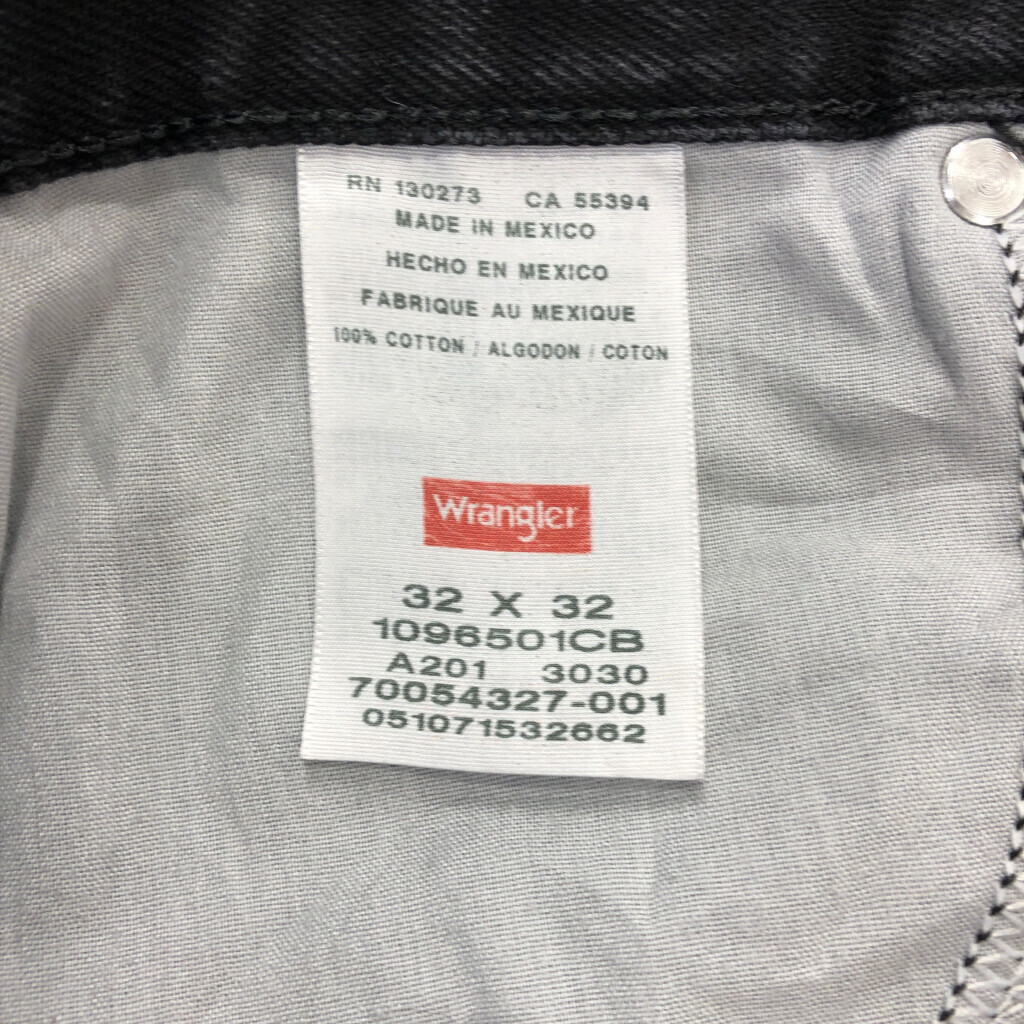 RN 130273 CA 55394
MADE IN MEXICO
HECHO EN MEXICO
FABRIQUE AU MEXIQUE
100% COTTON / ALGODON / COTON
Wrangler
32 X 32
1096501CB
A201 3030
70054327-001
051071532662